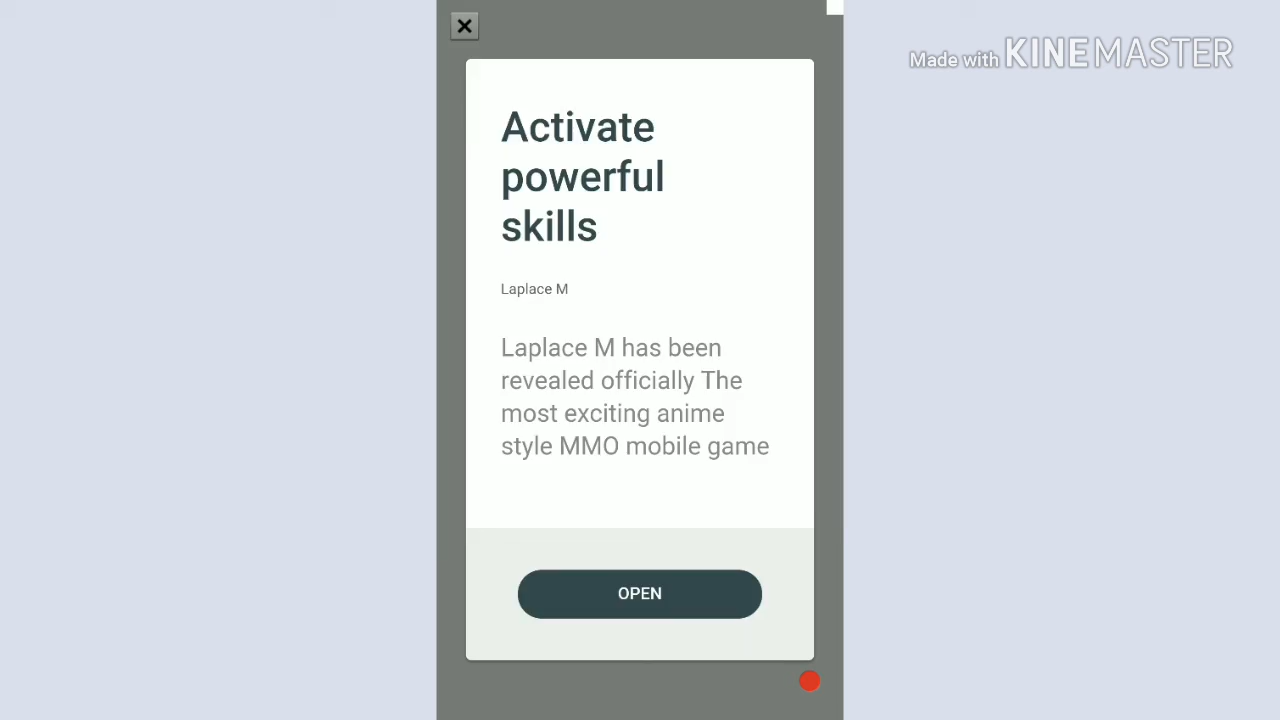 Made with KINEMASTER
Activate
powerful
skills
Laplace M
Laplace M has been
revealed officially The
most exciting anime
style MMO mobile game
OPEN